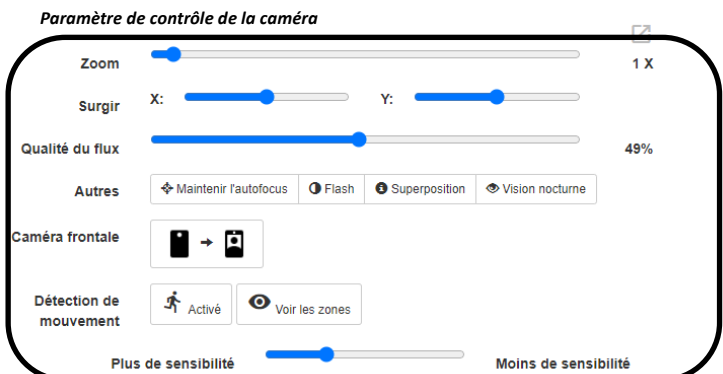 Paramètre de contrôle de la caméra
Zoom 1 X
Surgir X: Y:
Qualité du flux 49%
Autres Maintenir l'autofocus Flash Superposition Vision nocturne
Caméra frontale
Détection de
mouvement Activé Voir les zones
Plus de sensibilité Moins de sensibilité